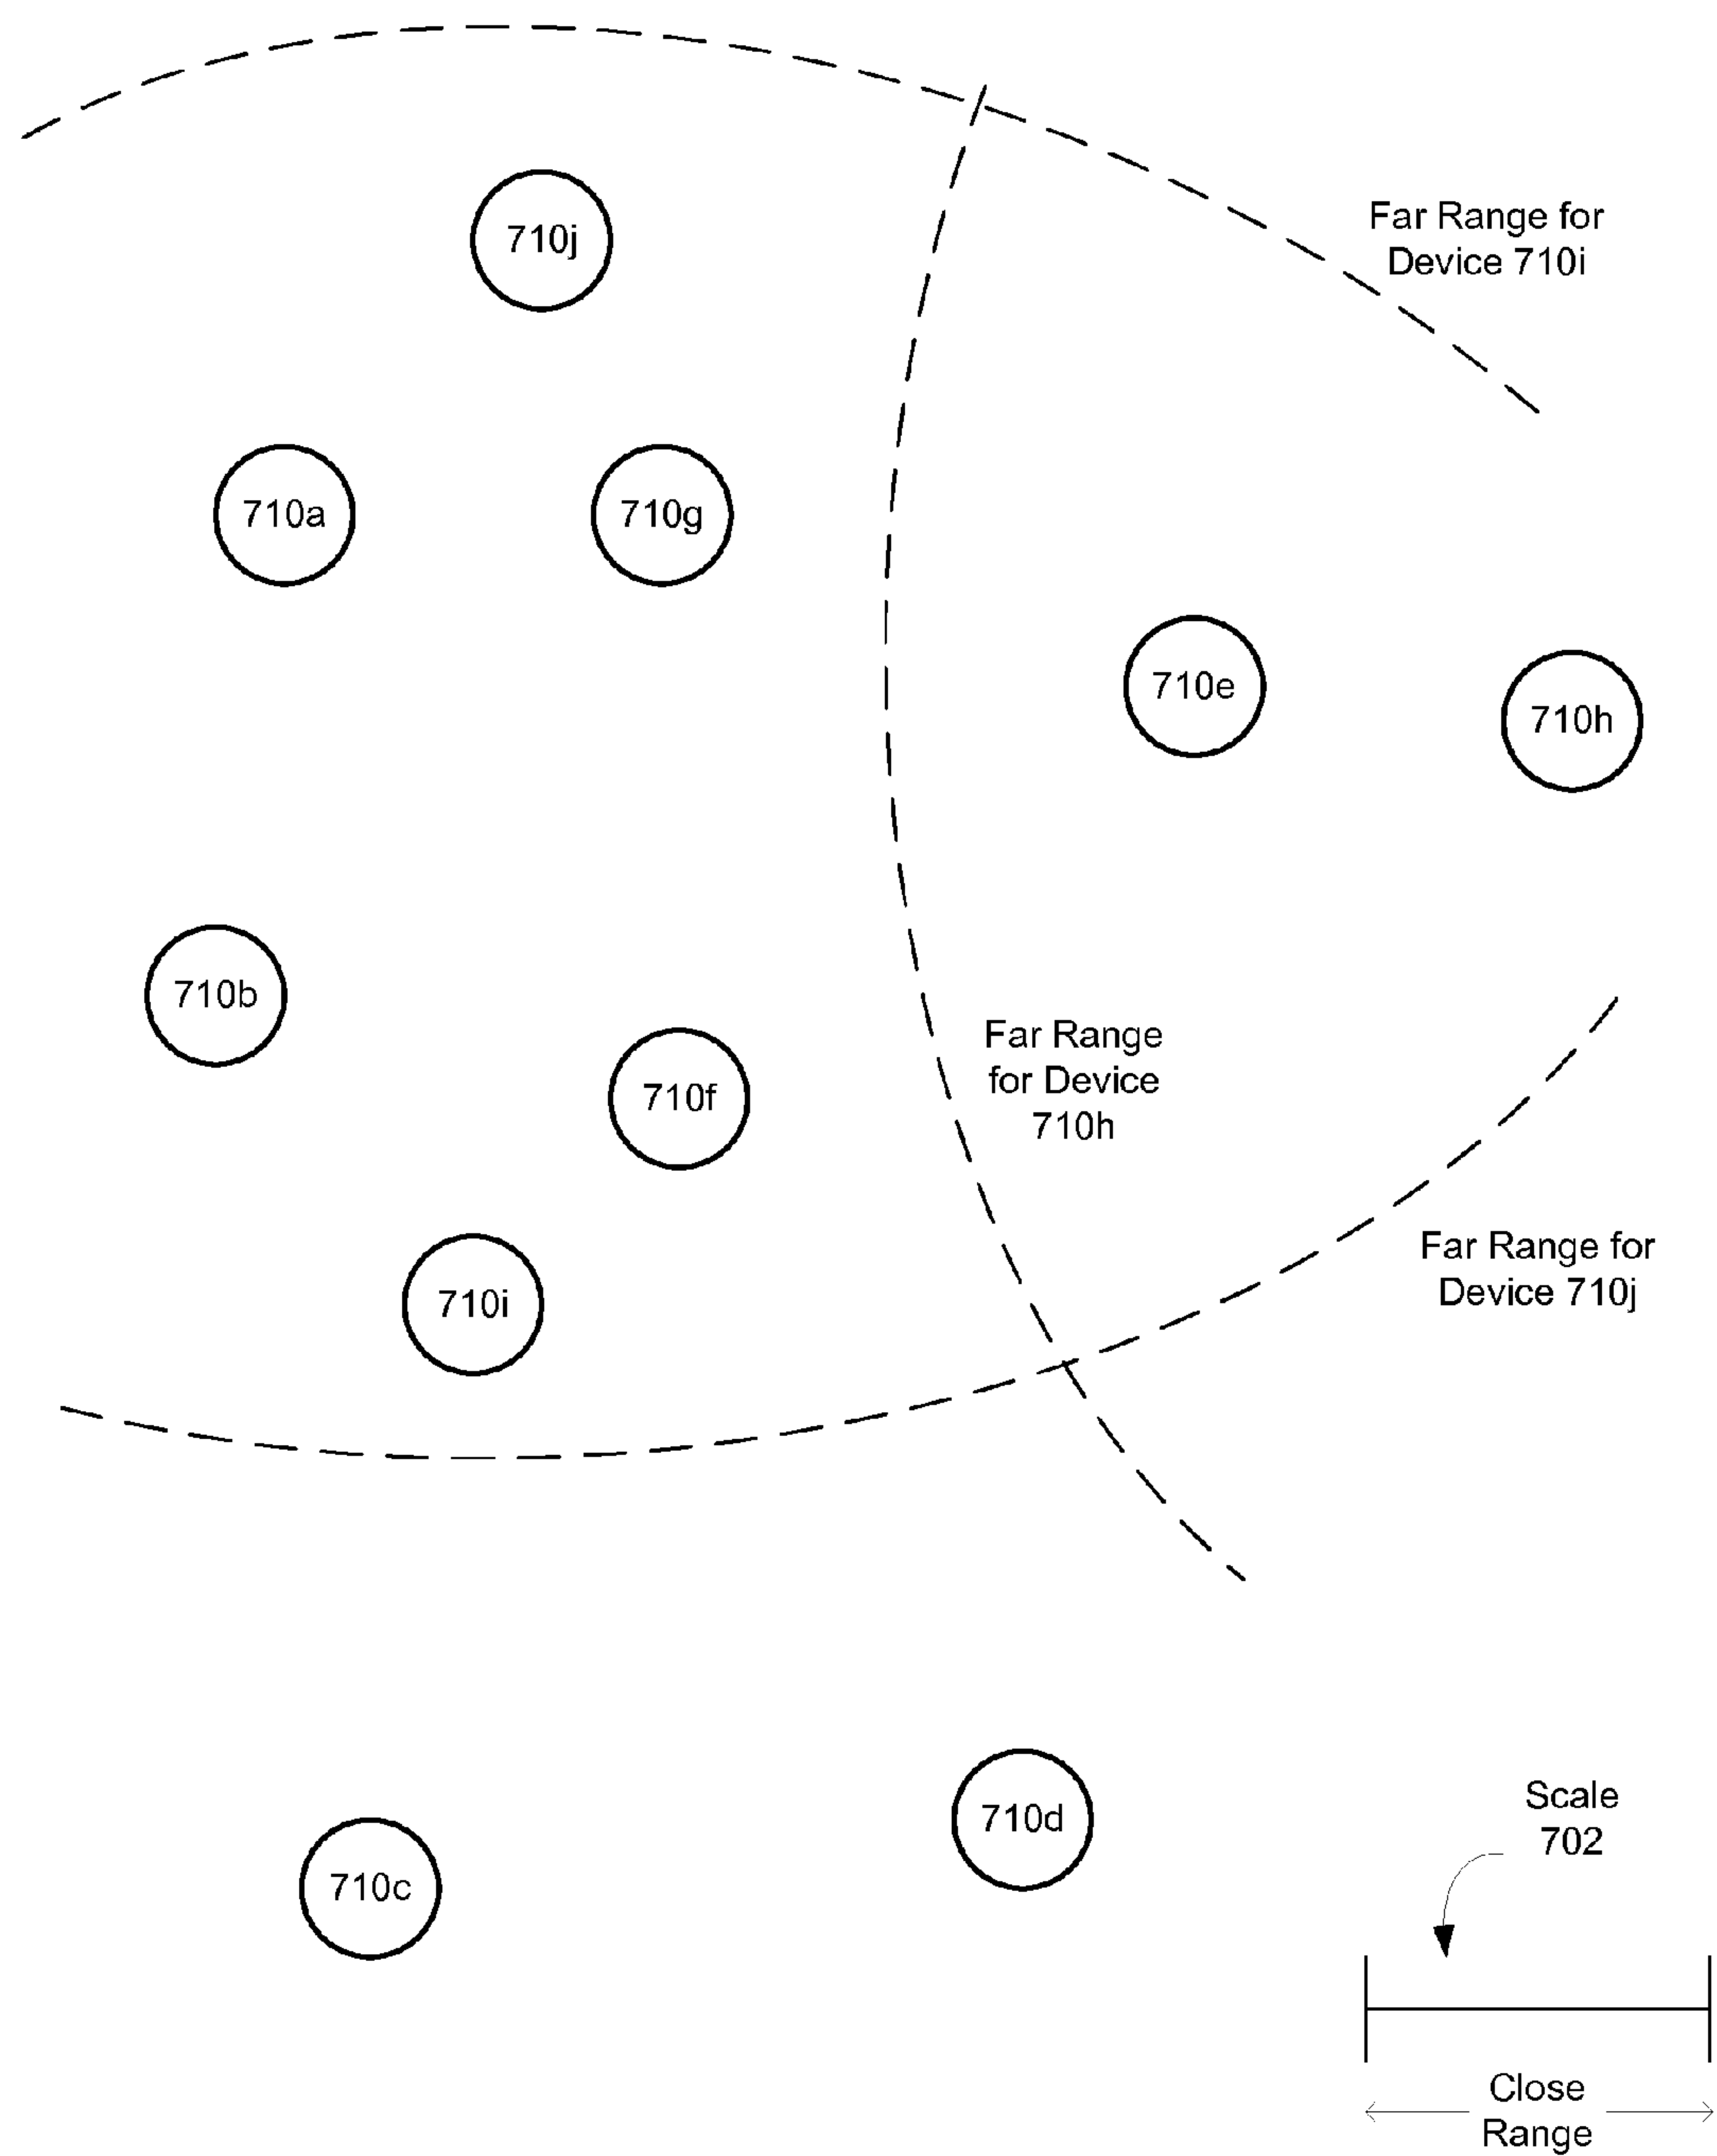 Far Range for
Device 710i
710j
710a
710g
710e
710h
710b
710f
Far Range
for Device
710h
710i
Far Range for
Device 710j
710d
710c
Scale
702
Close
Range